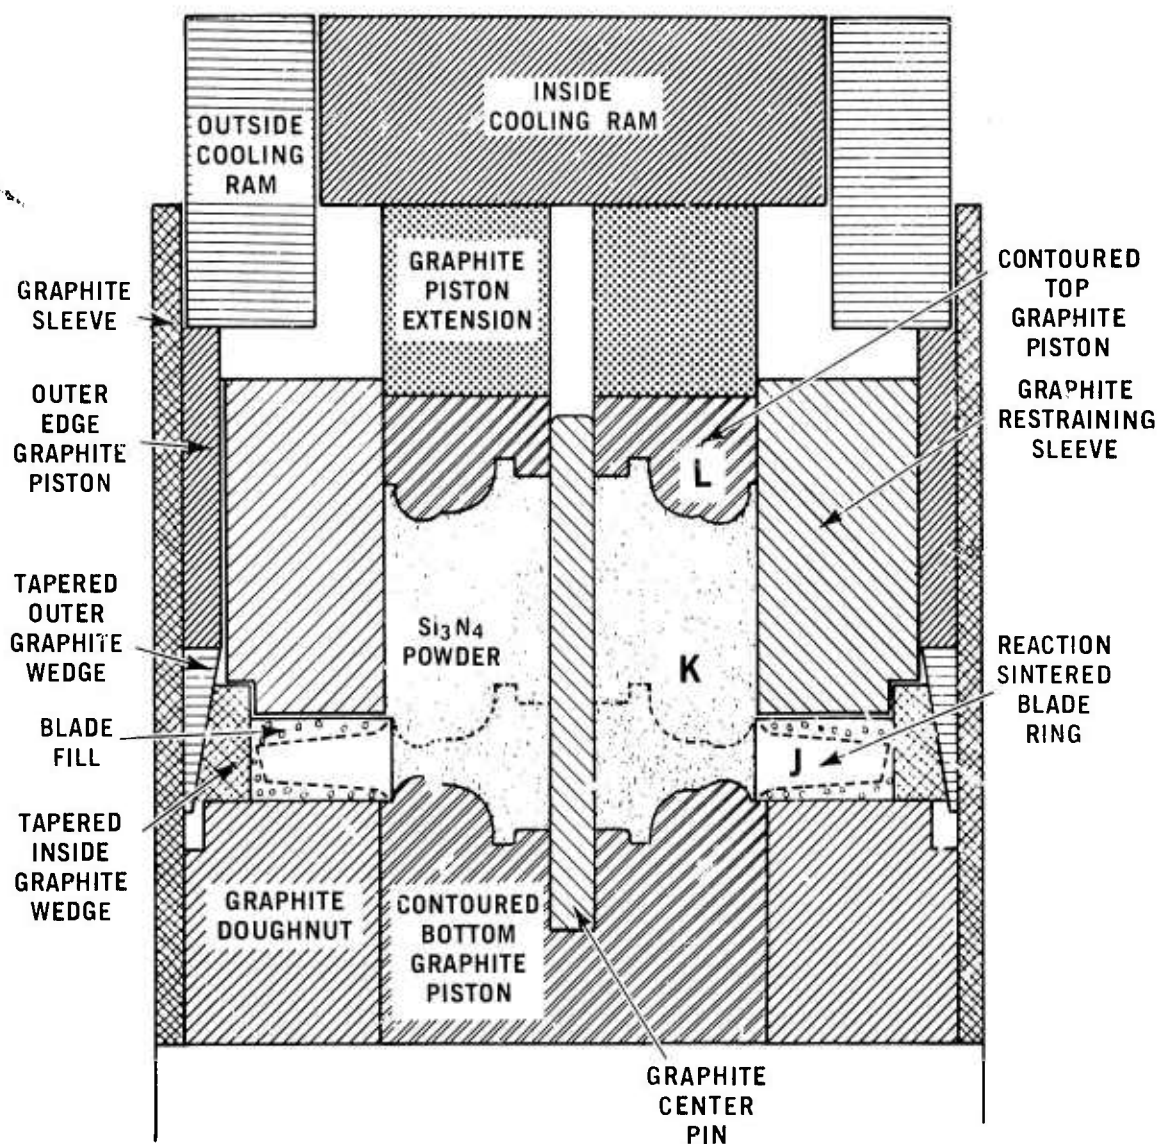 INSIDE
COOLING RAM
OUTSIDE
COOLING
RAM
GRAPHITE
PISTON
EXTENSION
CONTOURED
TOP
GRAPHITE
PISTON
GRAPHITE
SLEEVE
OUTER
EDGE
GRAPHITE
PISTON
GRAPHITE
RESTRAINING
SLEEVE
L
TAPERED
OUTER
GRAPHITE
WEDGE
Si3N4
POWDER
K
REACTION
SINTERED
BLADE
RING
BLADE
FILL
J
TAPERED
INSIDE
GRAPHITE
WEDGE
GRAPHITE
DOUGHNUT
CONTOURED
BOTTOM
GRAPHITE
PISTON
GRAPHITE
CENTER
PIN